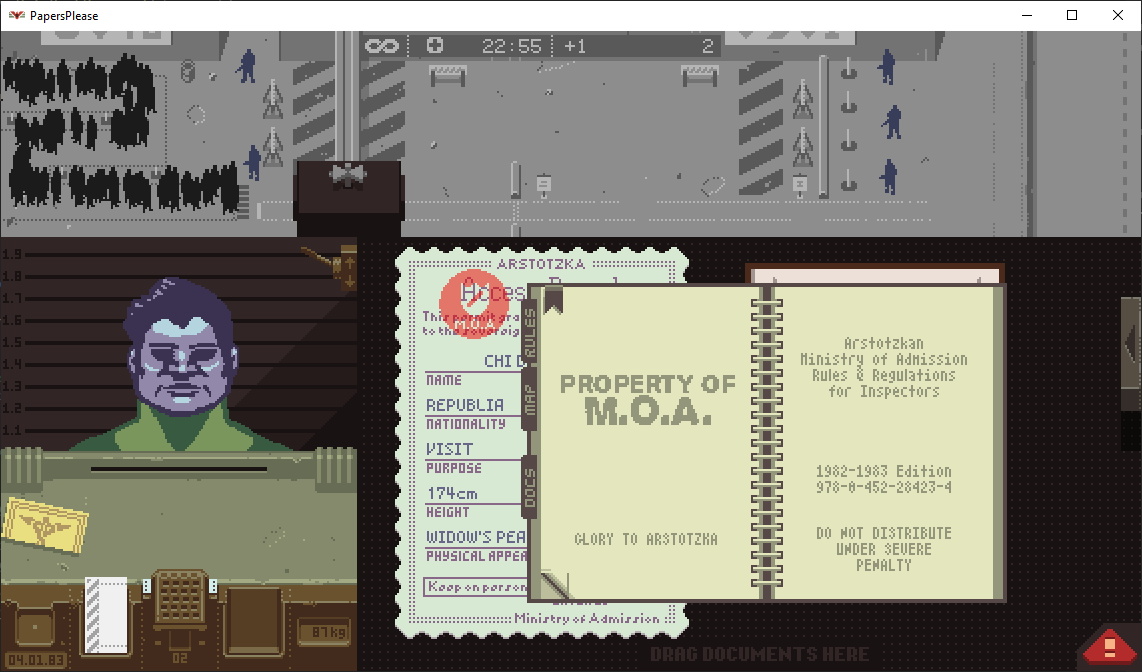 PapersPlease
22:55
+1
2
1.9
1.8
1.7
1.6
1.5
1.4
1.3
1.2
1.1
04.01.83
02
87kg
ARSTOTZKA
Access
This permit gra
to the sovereig
M.O.A.
CHI
NAME
REPUBLIA
NATIONALITY
VISIT
PURPOSE
174cm
HEIGHT
WIDOW'S PEA
PHYSICAL APPEA
Keep on person
Ministry of Admission
RULES
MAP
DOCS
PROPERTY OF
M.O.A.
GLORY TO ARSTOTZKA
Arstotzkan
Ministry of Admission
Rules & Regulations
for Inspectors
1982-1983 Edition
978-0-452-28423-4
DO NOT DISTRIBUTE
UNDER SEVERE
PENALTY
DRAG DOCUMENTS HERE